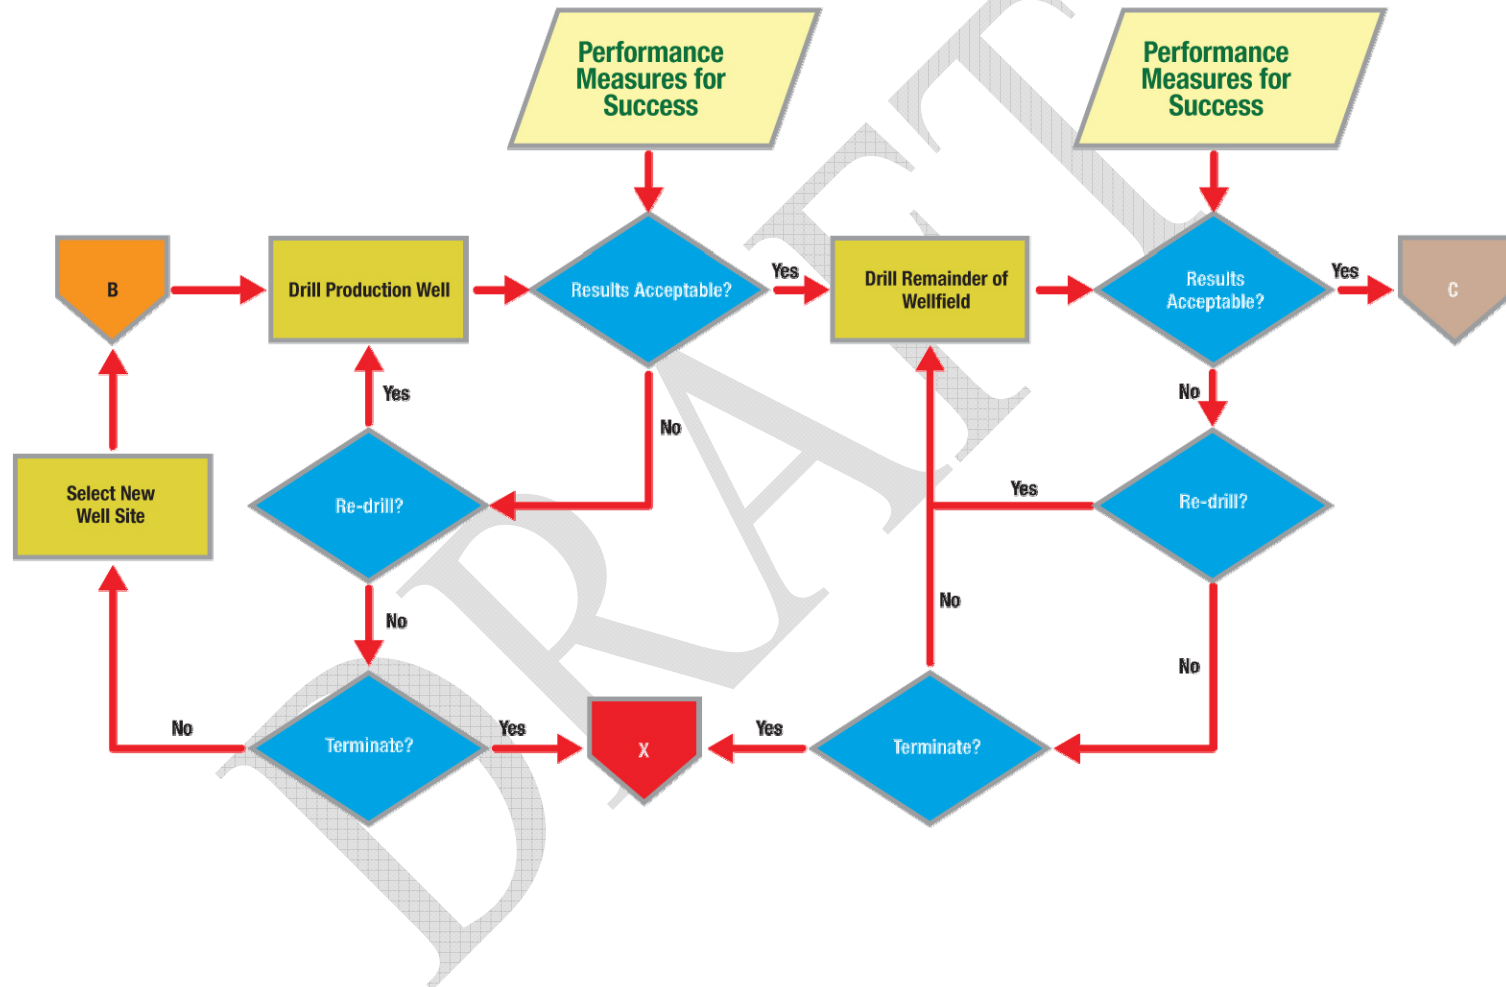 Performance
Measures for
Success
Performance
Measures for
Success
B
Drill Production Well
Results Acceptable?
Yes
Drill Remainder of
Wellfield
Results
Acceptable?
Yes
C
Yes
No
No
Select New
Well Site
Re-drill?
Yes
Re-drill?
No
No
No
No
Terminate?
Yes
X
Yes
Terminate?
DRAFT